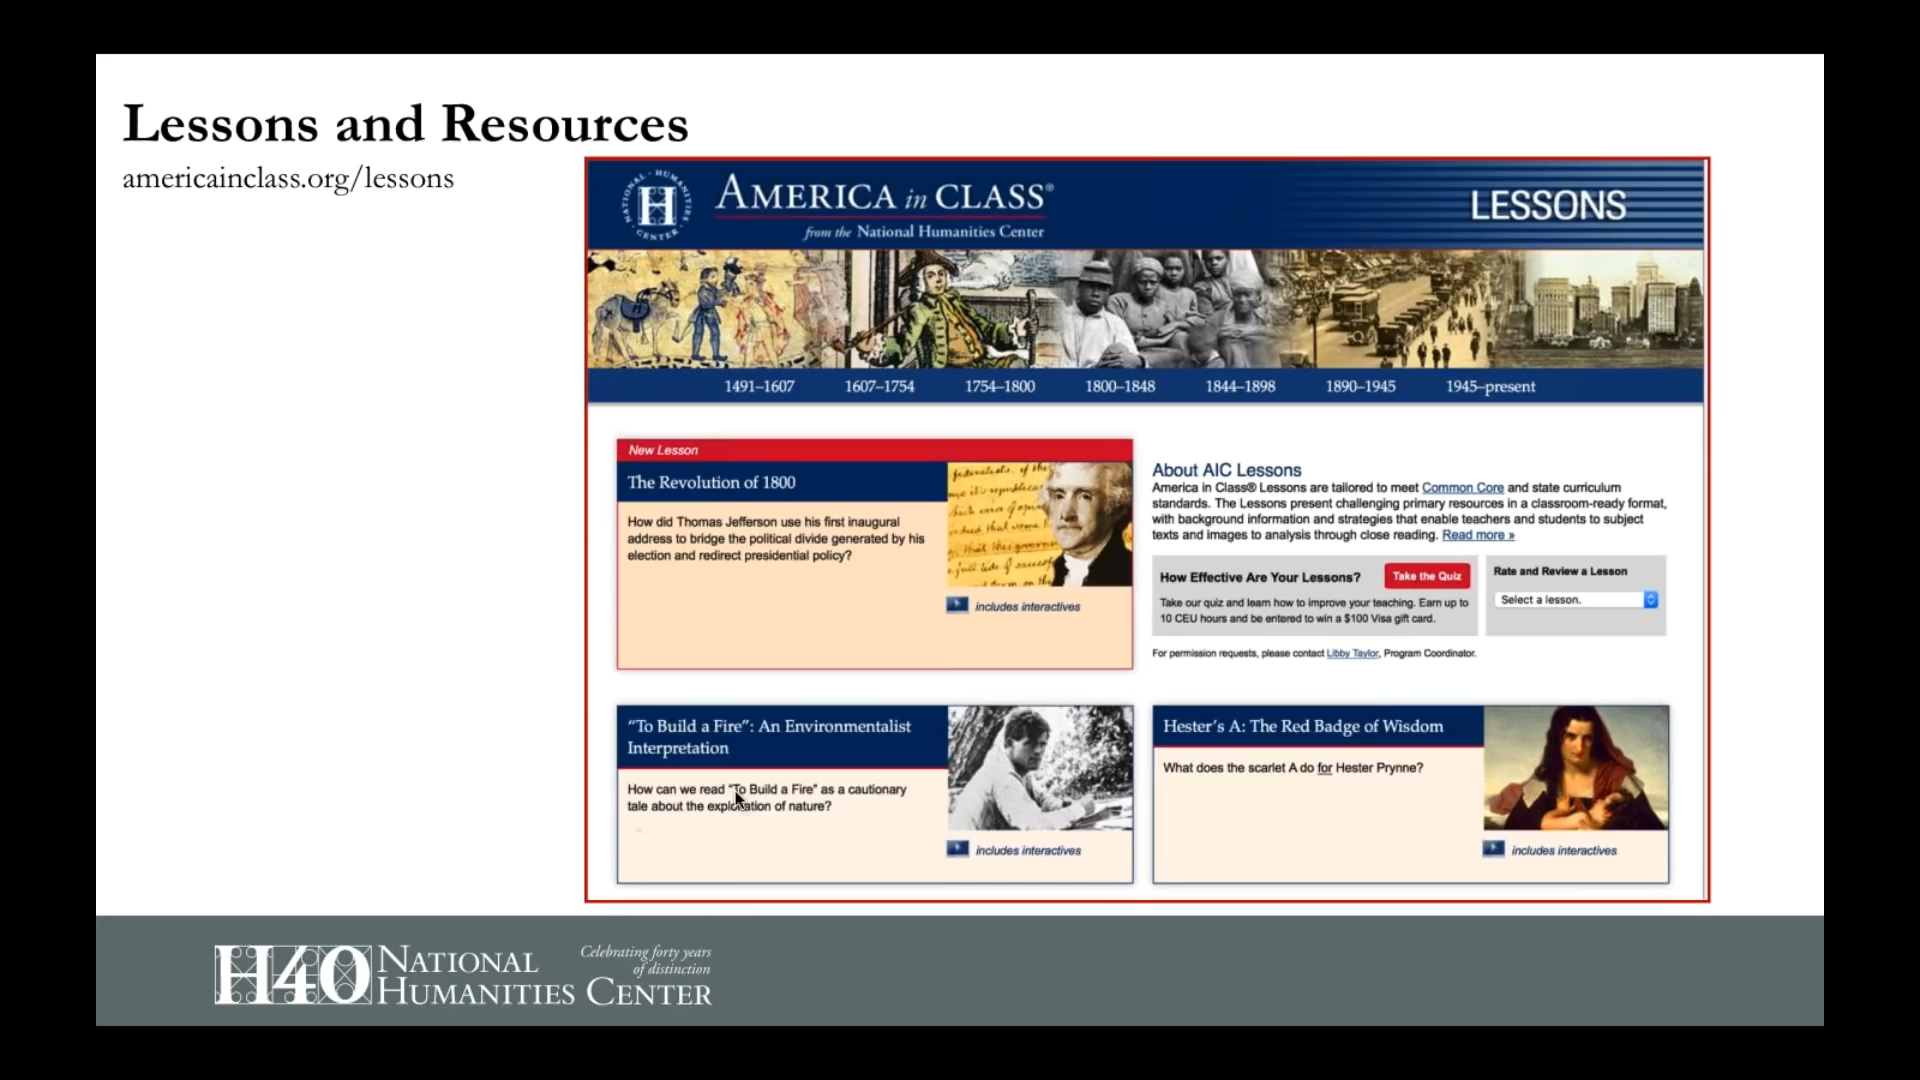 Lessons and Resources
americainclass.org/lessons
NATIONAL · HUMANITIES · CENTER ·
H
AMERICA in CLASS®
from the National Humanities Center
LESSONS
1491–1607 1607–1754 1754–1800 1800–1848 1844–1898 1890–1945 1945–present
New Lesson
The Revolution of 1800
How did Thomas Jefferson use his first inaugural
address to bridge the political divide generated by his
election and redirect presidential policy?
includes interactives
About AIC Lessons
America in Class® Lessons are tailored to meet Common Core and state curriculum
standards. The Lessons present challenging primary resources in a classroom-ready format,
with background information and strategies that enable teachers and students to subject
texts and images to analysis through close reading. Read more »
How Effective Are Your Lessons? Take the Quiz
Take our quiz and learn how to improve your teaching. Earn up to
10 CEU hours and be entered to win a $100 Visa gift card.
Rate and Review a Lesson
Select a lesson.
For permission requests, please contact Libby Taylor, Program Coordinator.
“To Build a Fire”: An Environmentalist
Interpretation
How can we read “To Build a Fire” as a cautionary
tale about the exploitation of nature?
includes interactives
Hester’s A: The Red Badge of Wisdom
What does the scarlet A do for Hester Prynne?
includes interactives
H40 NATIONAL
HUMANITIES CENTER
Celebrating forty years
of distinction